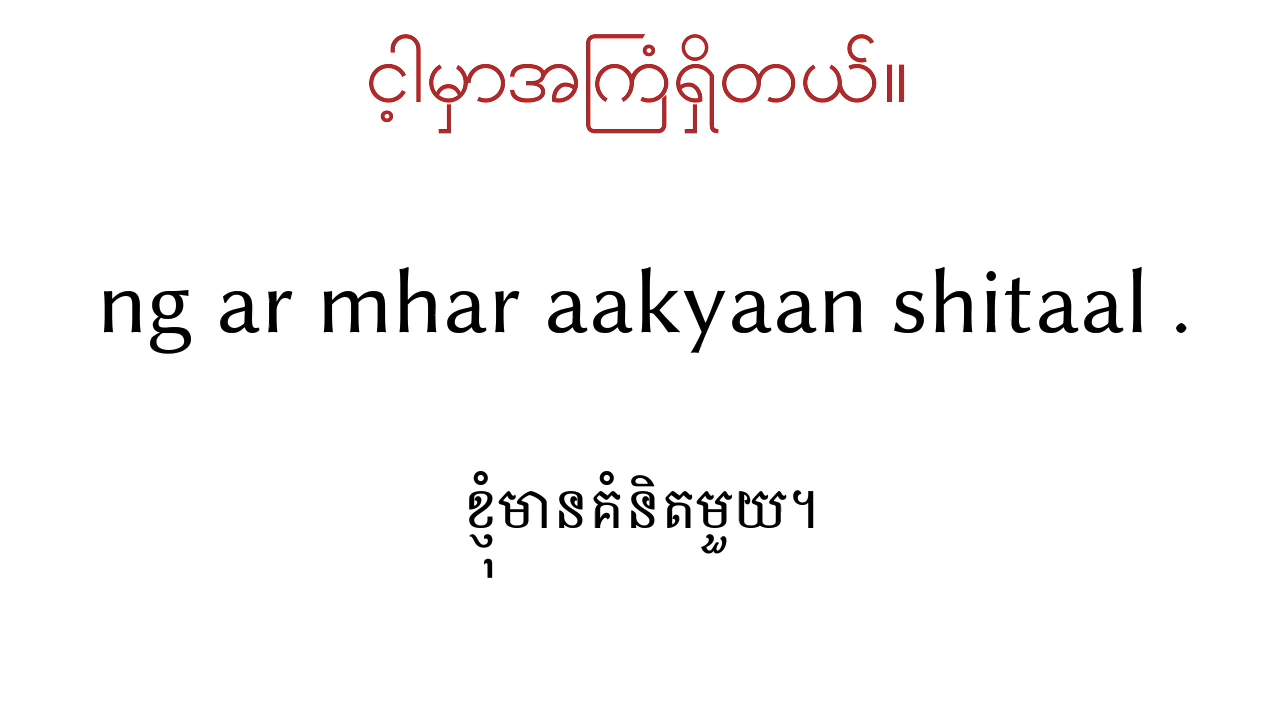 ငါ့မှာအကြံရှိတယ်။
ng ar mhar aakyaan shitaal .
ខ្ញុំមានគំនិតមួយ។